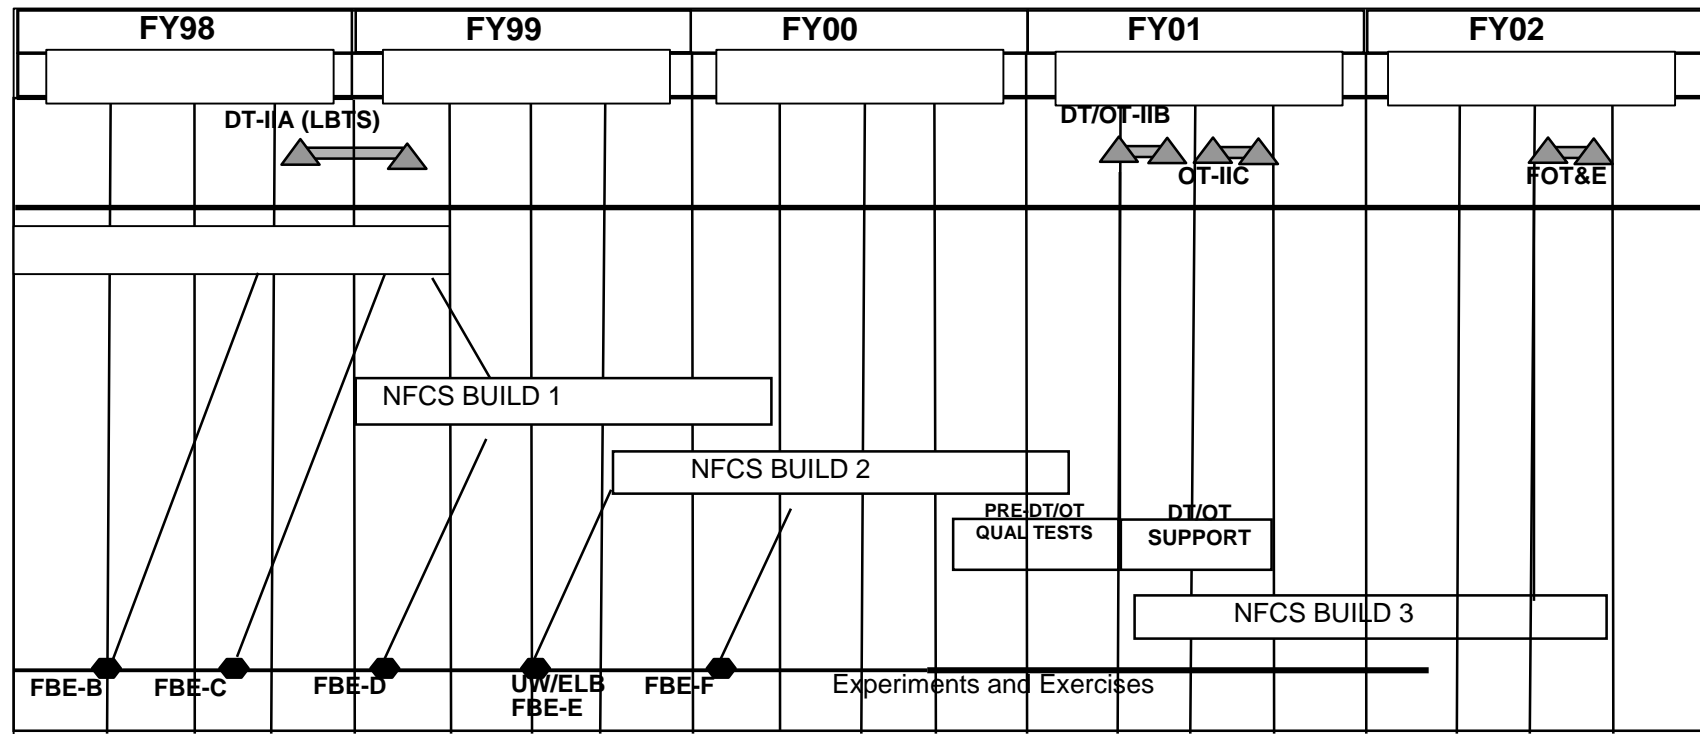 FY98 FY99 FY00 FY01 FY02
DT-IIA (LBTS)
DT/OT-IIB
OT-IIC
FOT&E
NFCS BUILD 1
NFCS BUILD 2
PRE-DT/OT
QUAL TESTS
DT/OT
SUPPORT
NFCS BUILD 3
FBE-B
FBE-C
FBE-D
UW/ELB
FBE-E
FBE-F
Experiments and Exercises